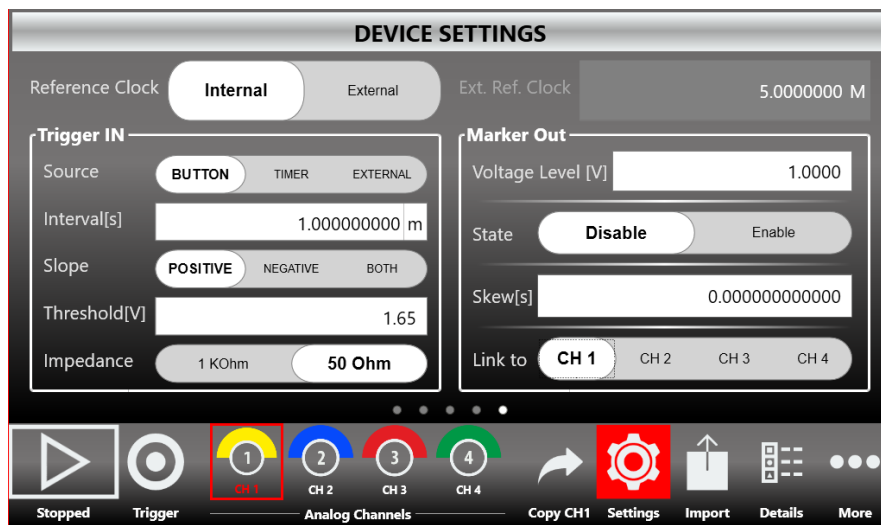 DEVICE SETTINGS
Reference Clock Internal External Ext. Ref. Clock 5.0000000 M
Trigger IN
Source BUTTON TIMER EXTERNAL
Interval[s] 1.000000000 m
Slope POSITIVE NEGATIVE BOTH
Threshold[V] 1.65
Impedance 1 KOhm 50 Ohm
Marker Out
Voltage Level [V] 1.0000
State Disable Enable
Skew[s] 0.000000000000
Link to CH 1 CH 2 CH 3 CH 4
1 2 3 4
CH 1 CH 2 CH 3 CH 4
Stopped Trigger Analog Channels Copy CH1 Settings Import Details More